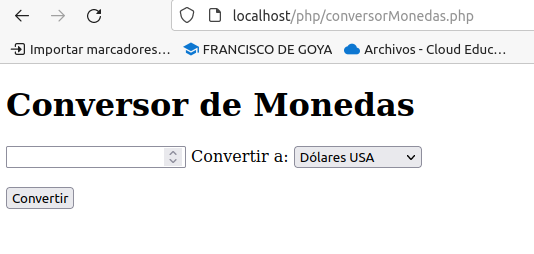 localhost/php/conversorMonedas.php
Importar marcadores… FRANCISCO DE GOYA Archivos - Cloud Educ…
Conversor de Monedas
Convertir a: Dólares USA
Convertir